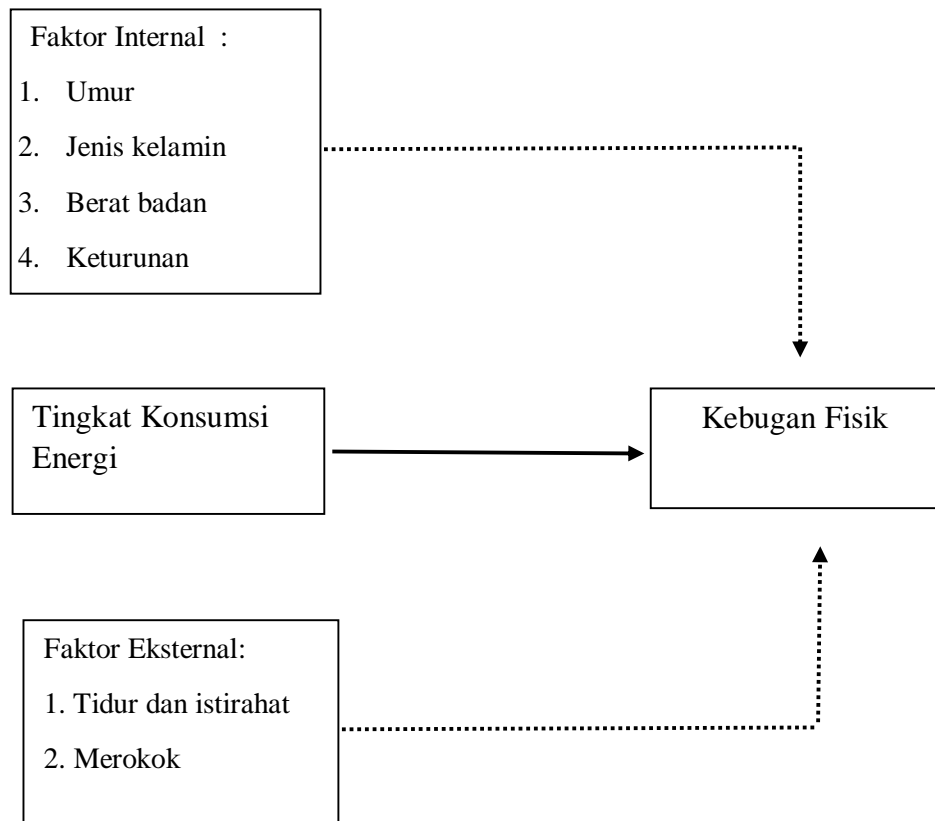 Faktor Internal :
1. Umur
2. Jenis kelamin
3. Berat badan
4. Keturunan
Tingkat Konsumsi
Energi
Kebugan Fisik
Faktor Eksternal:
1. Tidur dan istirahat
2. Merokok